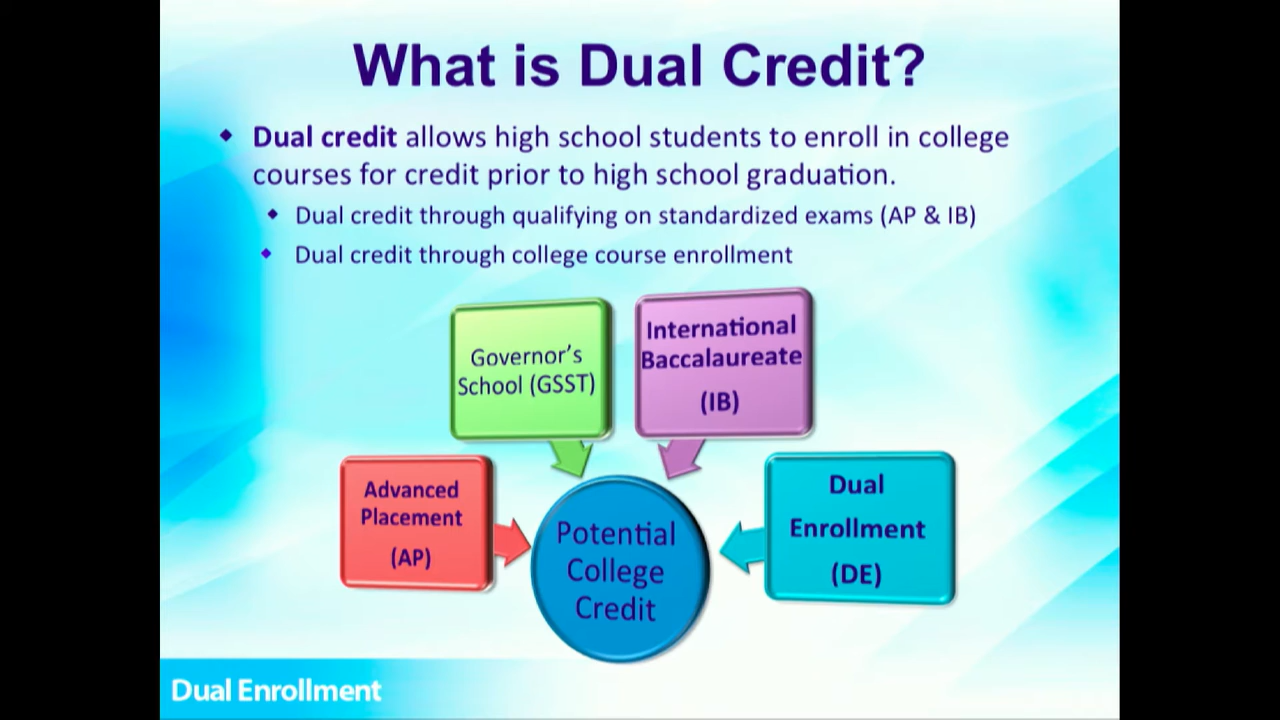 What is Dual Credit?
Dual credit allows high school students to enroll in college
courses for credit prior to high school graduation.
Dual credit through qualifying on standardized exams (AP & IB)
Dual credit through college course enrollment
Governor's
School (GSST)
International
Baccalaureate
(IB)
Advanced
Placement
(AP)
Potential
College
Credit
Dual
Enrollment
(DE)
Dual Enrollment